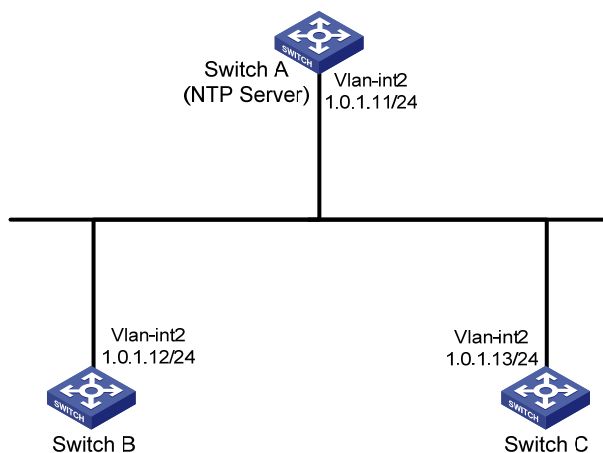 SWITCH
Switch A
(NTP Server)
Vlan-int2
1.0.1.11/24
Vlan-int2
1.0.1.12/24
SWITCH
Switch B
Vlan-int2
1.0.1.13/24
SWITCH
Switch C